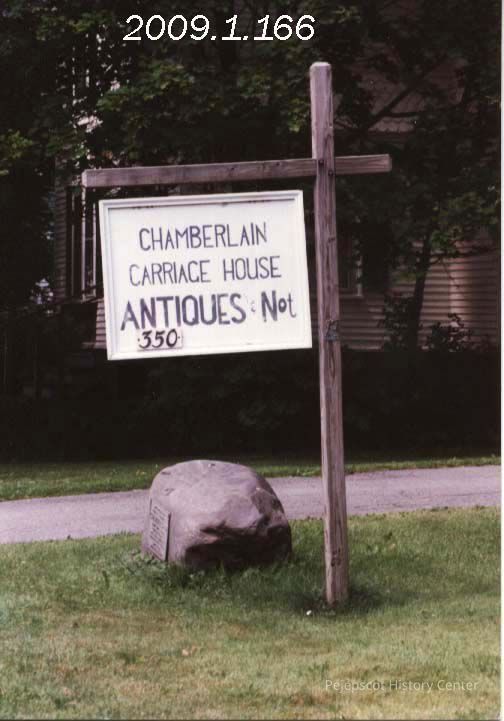 2009.1.166
CHAMBERLAIN
CARRIAGE HOUSE
ANTIQUES & Not
350
Pejepscot History Center